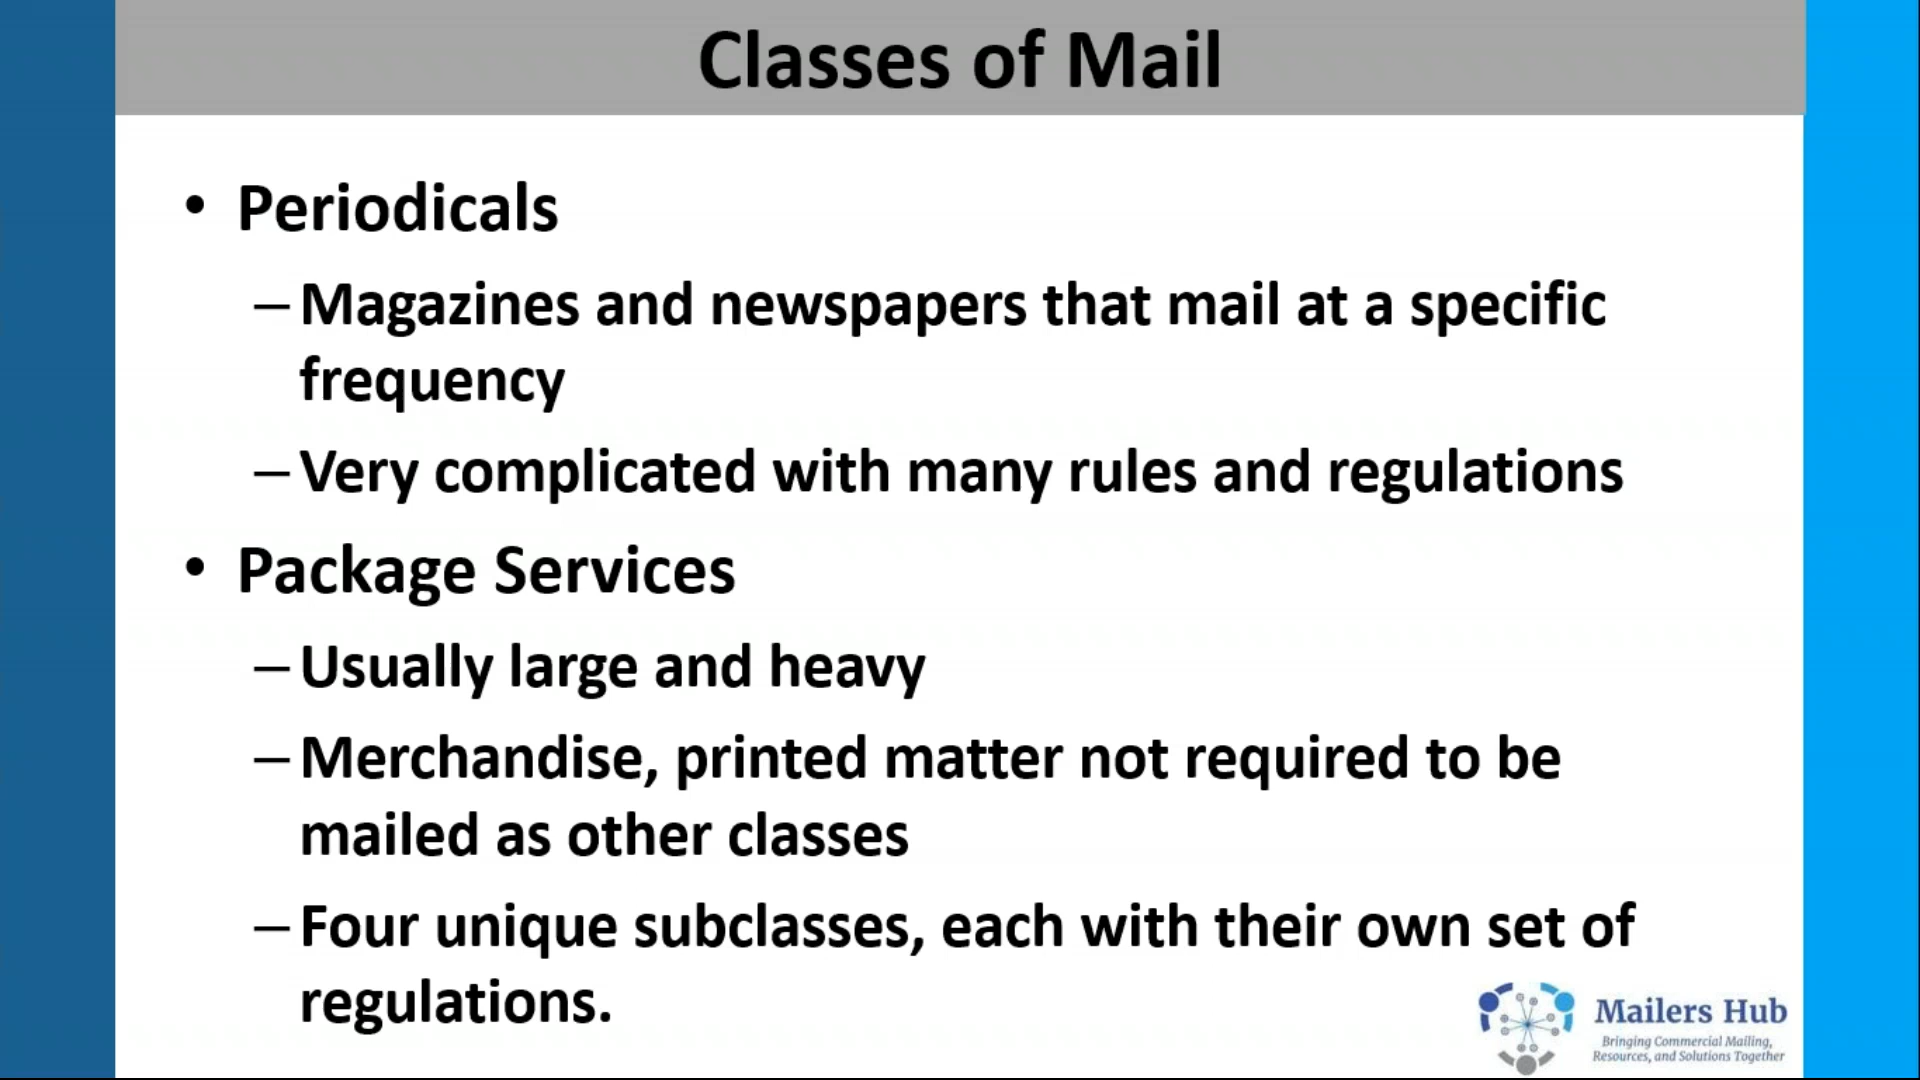 Classes of Mail
• Periodicals
– Magazines and newspapers that mail at a specific
frequency
– Very complicated with many rules and regulations
• Package Services
– Usually large and heavy
– Merchandise, printed matter not required to be
mailed as other classes
– Four unique subclasses, each with their own set of
regulations.
Mailers Hub
Bringing Commercial Mailing,
Resources, and Solutions Together